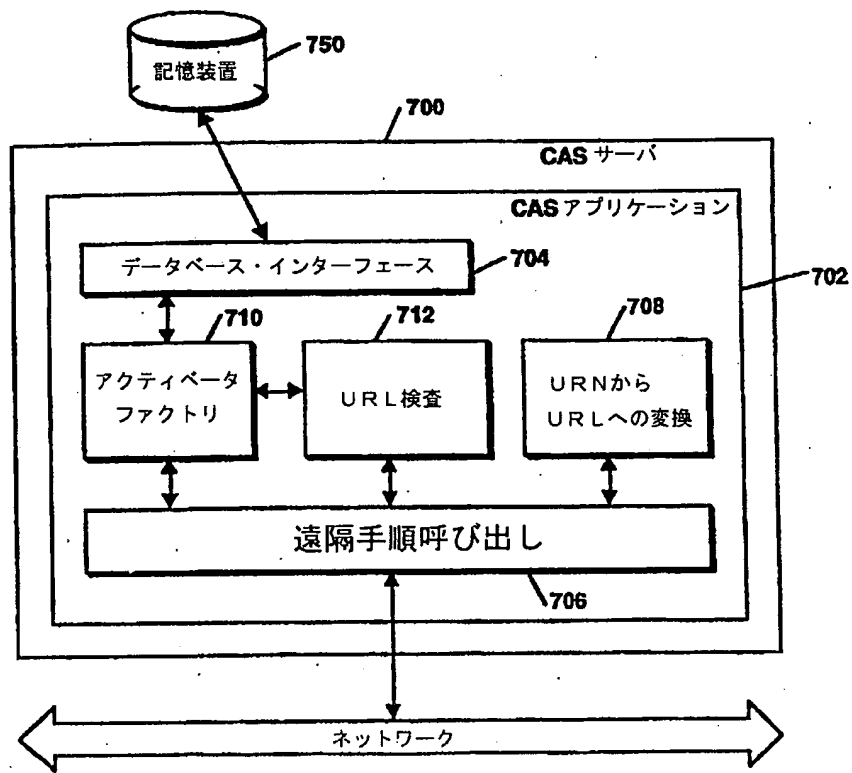 記憶装置
750
700
CAS サーバ
CAS アプリケーション
データベース・インターフェース
704
702
710
712
708
アクティベータ
ファクトリ
URL検査
URNから
URLへの変換
遠隔手順呼び出し
706
ネットワーク